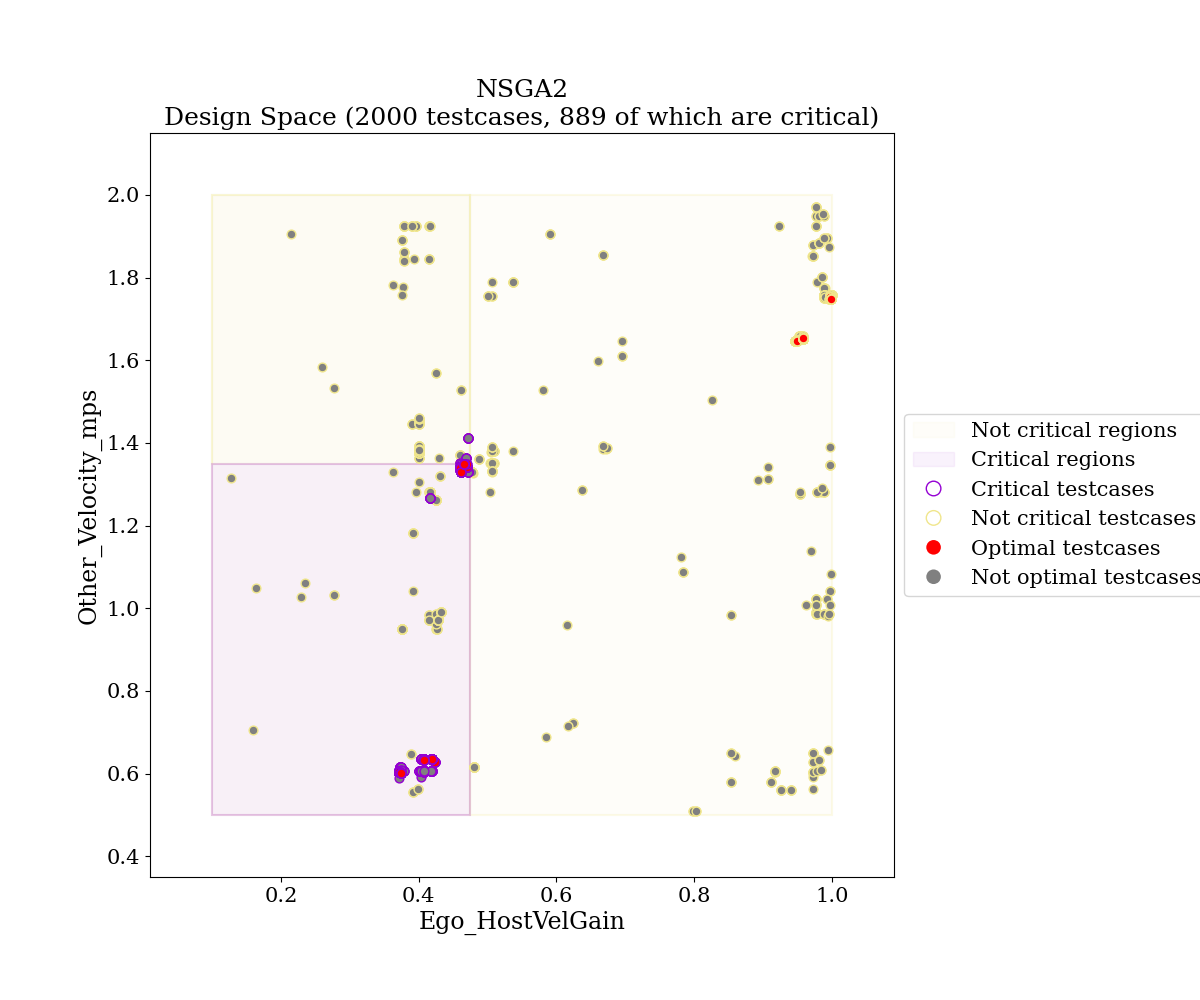 NSGA2
Design Space (2000 testcases, 889 of which are critical)
Other_Velocity_mps
2.0
1.8
1.6
1.4
1.2
1.0
0.8
0.6
0.4
0.2
0.4
0.6
0.8
1.0
Ego_HostVelGain
Not critical regions
Critical regions
Critical testcases
Not critical testcases
Optimal testcases
Not optimal testcases